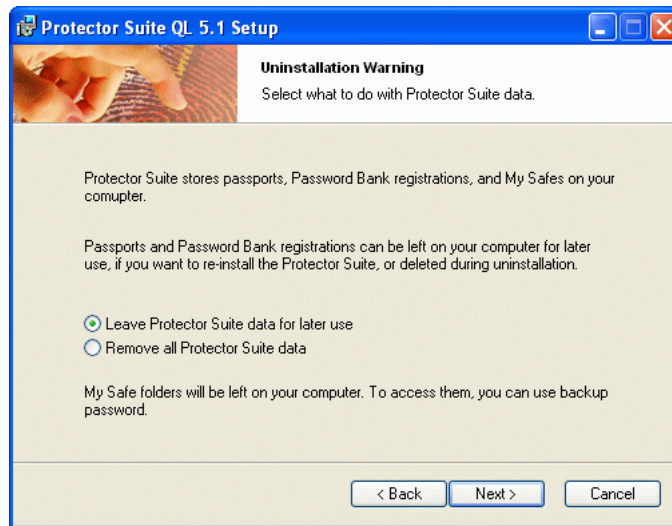 Protector Suite QL 5.1 Setup
Uninstallation Warning
Select what to do with Protector Suite data.
Protector Suite stores passports, Password Bank registrations, and My Safes on your
comupter.
Passports and Password Bank registrations can be left on your computer for later
use, if you want to re-install the Protector Suite, or deleted during uninstallation.
Leave Protector Suite data for later use
Remove all Protector Suite data
My Safe folders will be left on your computer. To access them, you can use backup
password.
< Back
Next >
Cancel